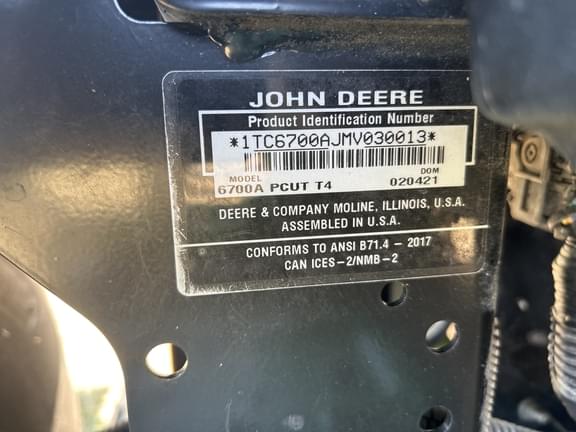 JOHN DEERE
Product Identification Number
*1TC6700AJMV030013*
MODEL DOM
6700A PCUT T4 020421
DEERE & COMPANY MOLINE, ILLINOIS, U.S.A.
ASSEMBLED IN U.S.A.
CONFORMS TO ANSI B71.4 - 2017
CAN ICES-2/NMB-2